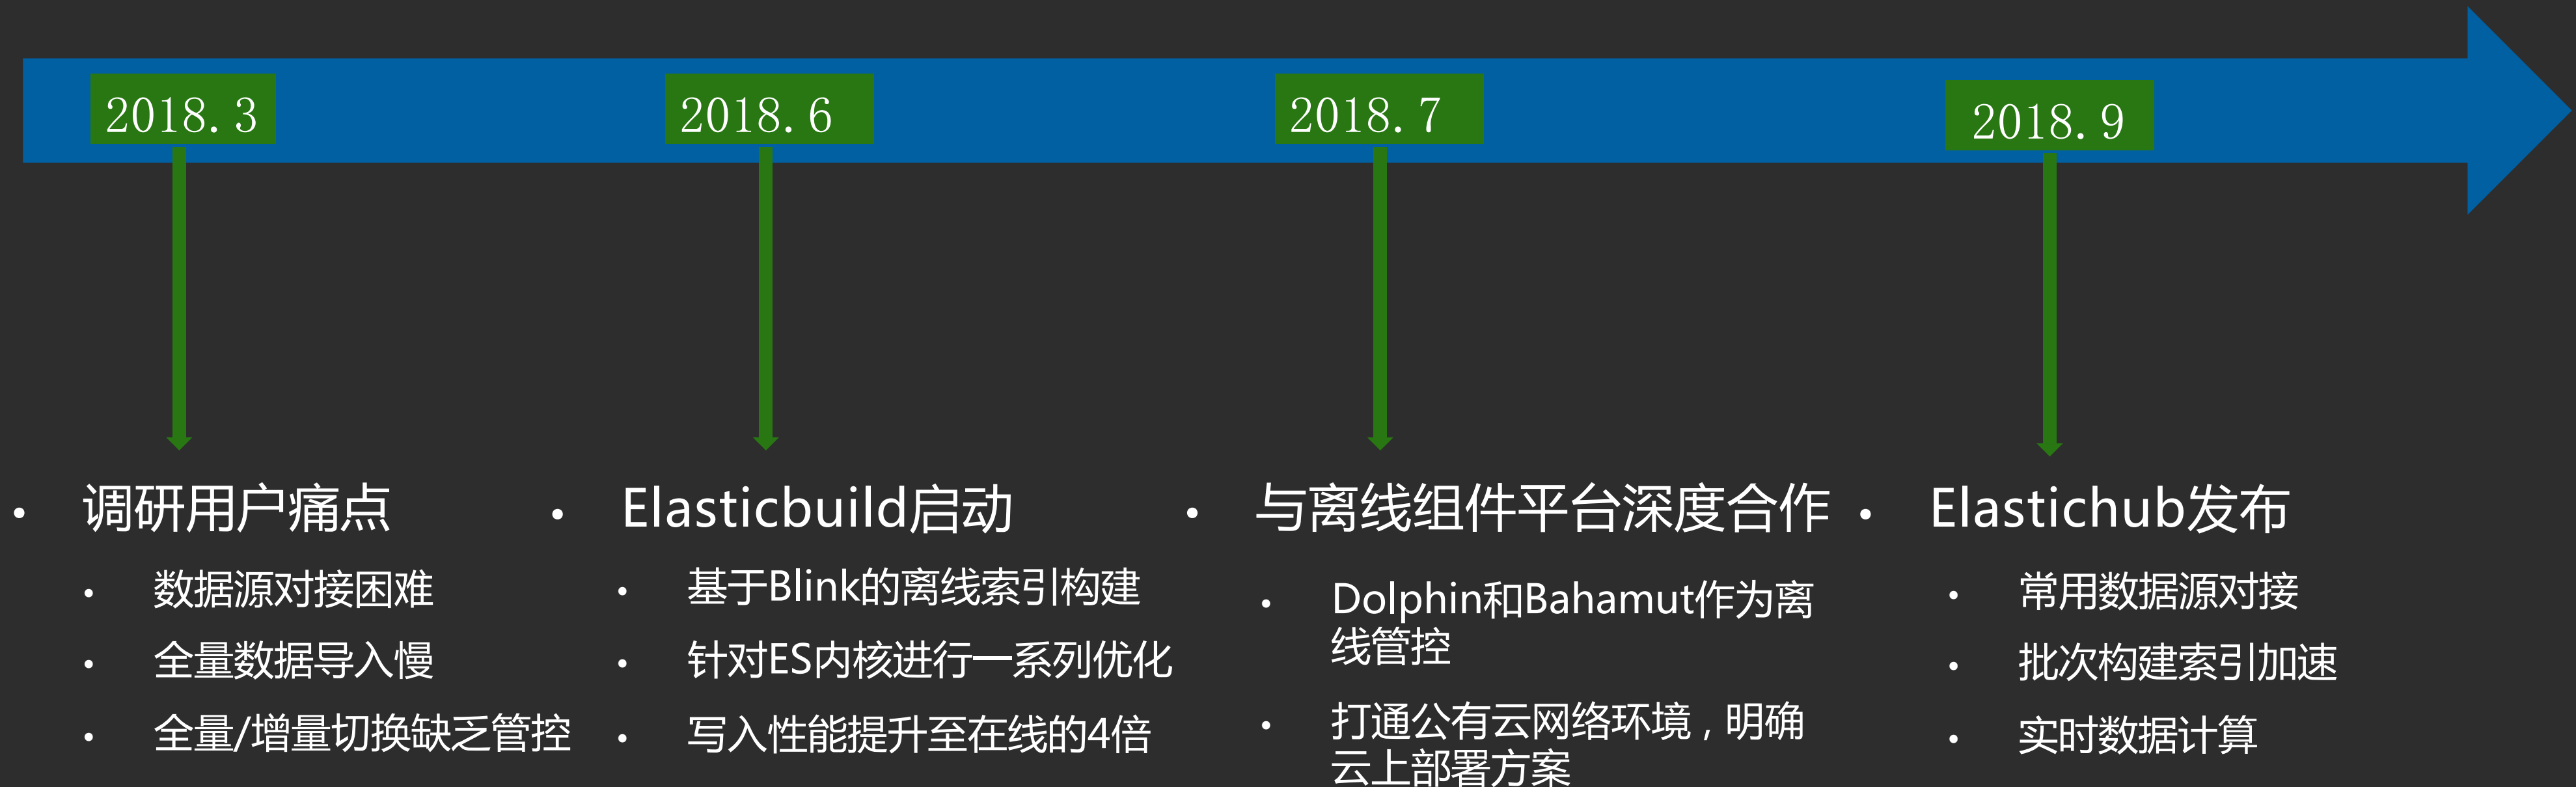 2018.3
2018.6
2018.7
2018.9
• 调研用户痛点
• 数据源对接困难
• 全量数据导入慢
• 全量/增量切换缺乏管控
• Elasticbuild启动
• 基于Blink的离线索引构建
• 针对ES内核进行一系列优化
• 写入性能提升至在线的4倍
• 与离线组件平台深度合作
• Dolphin和Bahamut作为离
线管控
• 打通公有云网络环境，明确
云上部署方案
• Elastichub发布
• 常用数据源对接
• 批次构建索引加速
• 实时数据计算